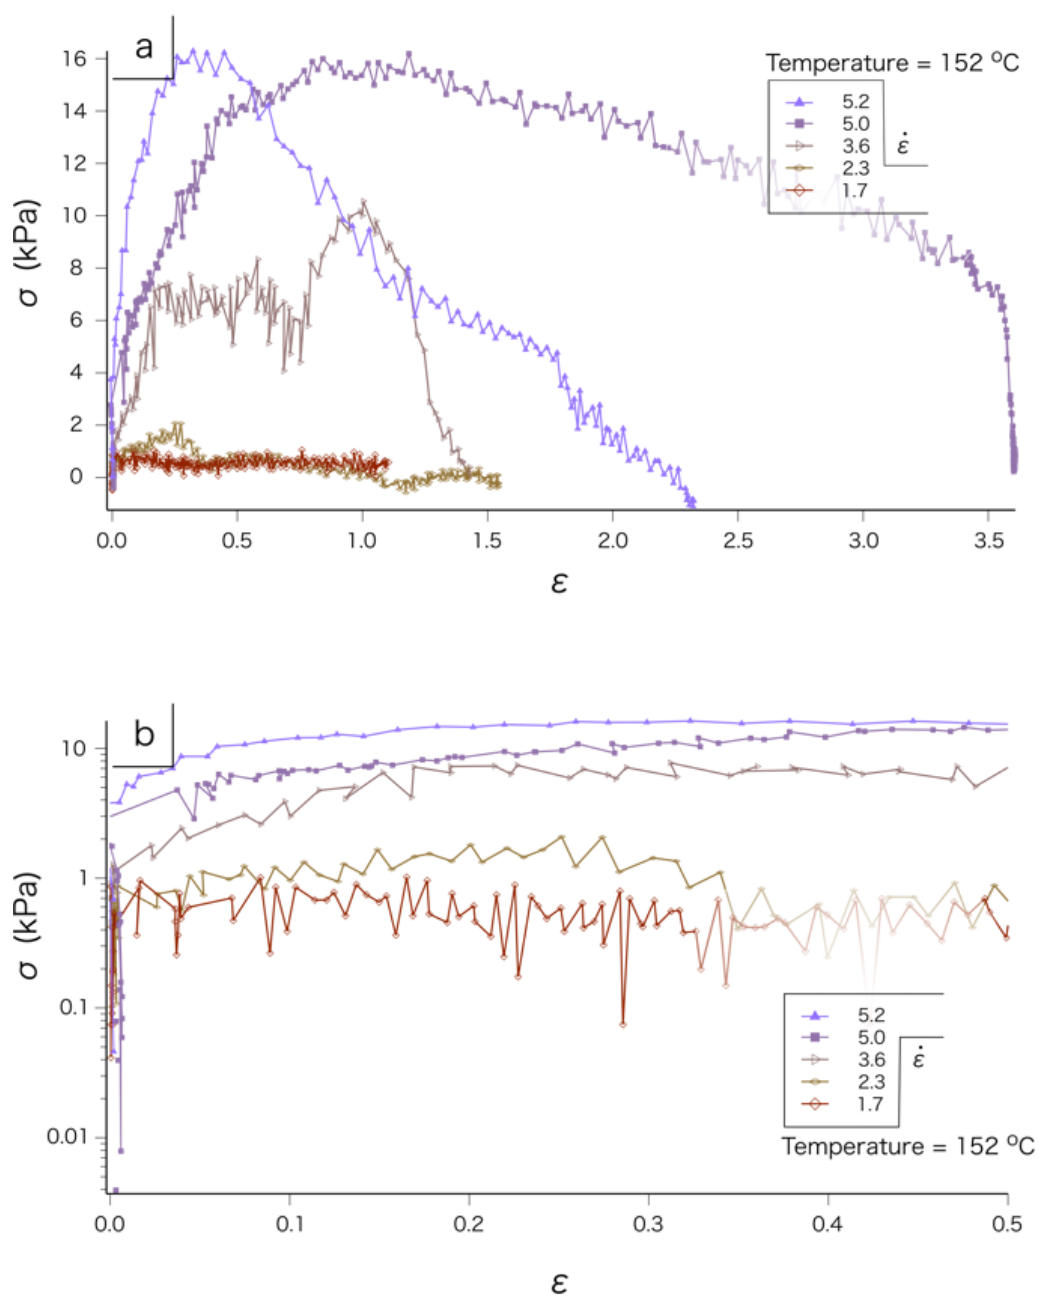 a
Temperature = 152 °C
5.2
5.0
3.6
2.3
1.7
ε̇
σ (kPa)
16
14
12
10
8
6
4
2
0
0.0 0.5 1.0 1.5 2.0 2.5 3.0 3.5
ε
b
σ (kPa)
10
1
0.1
0.01
5.2
5.0
3.6
2.3
1.7
ε̇
Temperature = 152 °C
0.0 0.1 0.2 0.3 0.4 0.5
ε